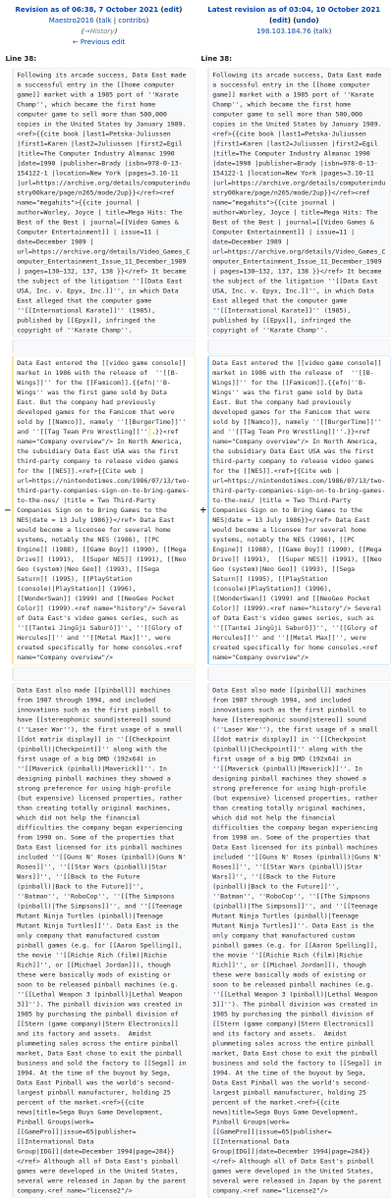 Revision as of 06:38, 7 October 2021 (edit)
Maestro2016 (talk | contribs)
(→History)
← Previous edit
Line 38:
Following its arcade success, Data East made
a successful entry in the [[home computer
game]] market with a 1985 port of ''Karate
Champ'', which became the first home
computer game to sell more than 500,000
copies in the United States by January 1989.
<ref>{{cite book |last1=Petska-Juliussen
|first1=Karen |last2=Juliussen |first2=Egil
|title=The Computer Industry Almanac 1990
|date=1990 |publisher=Brady |isbn=978-0-13-
154122-1 |location=New York |pages=3.10-11
|url=https://archive.org/details/computerindu
stry00kare/page/n265/mode/2up}}</ref><ref
name="megahits">{{cite journal |
author=Worley, Joyce | title=Mega Hits: The
Best of the Best | journal=[[Video Games &
Computer Entertainment]] | issue=11 |
date=December 1989 |
url=https://archive.org/details/Video_Games_C
omputer_Entertainment_Issue_11_December_1989
| pages=130–132, 137, 138 }}</ref> It became
the subject of the litigation ''[[Data East
USA, Inc. v. Epyx, Inc.]]'', in which Data
East alleged that the computer game
''[[International Karate]]'' (1985),
published by [[Epyx]], infringed the
copyright of ''Karate Champ''.
−
Data East entered the [[video game console]]
market in 1986 with the release of  ''[[B-
Wings]]'' for the [[Famicom]].{{efn|''B-
Wings'' was the first game sold by Data
East. But the company had previously
developed games for the Famicom that were
sold by [[Namco]], namely ''[[BurgerTime]]''
and ''[[Tag Team Pro Wrestling]]''.}}<ref
name="Company overview"/> In North America,
the subsidiary Data East USA was the first
third-party company to release video games
for the [[NES]].<ref>{{Cite web |
url=https://nintendotimes.com/1986/07/13/two-
third-party-companies-sign-on-to-bring-games-
to-the-nes/ |title = Two Third-Party
Companies Sign on to Bring Games to the
NES|date = 13 July 1986}}</ref> Data East
would become a licensee for several home
systems, notably the NES (1986), [[PC
Engine]] (1988), [[Game Boy]] (1990), [[Mega
Drive]] (1991),  [[Super NES]] (1991), [[Neo
Geo (system)|Neo Geo]] (1993), [[Sega
Saturn]] (1995), [[PlayStation
(console)|PlayStation]] (1996),
[[WonderSwan]] (1999) and [[NeoGeo Pocket
Color]] (1999).<ref name="history"/> Several
of Data East's video games series, such as
''[[Tantei Jingūji Saburō]]'', ''[[Glory of
Hercules]]'' and ''[[Metal Max]]'', were
created specifically for home consoles.<ref
name="Company overview"/>
Data East also made [[pinball]] machines
from 1987 through 1994, and included
innovations such as the first pinball to
have [[stereophonic sound|stereo]] sound
(''Laser War''), the first usage of a small
[[dot matrix display]] in ''[[Checkpoint
(pinball)|Checkpoint]]'' along with the
first usage of a big DMD (192x64) in
''[[Maverick (pinball)|Maverick]]''. In
designing pinball machines they showed a
strong preference for using high-profile
(but expensive) licensed properties, rather
than creating totally original machines,
which did not help the financial
difficulties the company began experiencing
from 1990 on. Some of the properties that
Data East licensed for its pinball machines
included ''[[Guns N' Roses (pinball)|Guns N'
Roses]]'', ''[[Star Wars (pinball)|Star
Wars]]'', ''[[Back to the Future
(pinball)|Back to the Future]]'',
''Batman'', ''RoboCop'', ''[[The Simpsons
(pinball)|The Simpsons]]'', and ''[[Teenage
Mutant Ninja Turtles (pinball)|Teenage
Mutant Ninja Turtles]]''. Data East is the
only company that manufactured custom
pinball games (e.g. for [[Aaron Spelling]],
the movie ''[[Richie Rich (film)|Richie
Rich]]'', or [[Michael Jordan]]), though
these were basically mods of existing or
soon to be released pinball machines (e.g.
''[[Lethal Weapon 3 (pinball)|Lethal Weapon
3]]''). The pinball division was created in
1985 by purchasing the pinball division of
[[Stern (game company)|Stern Electronics]]
and its factory and assets.  Amidst
plummeting sales across the entire pinball
market, Data East chose to exit the pinball
business and sold the factory to [[Sega]] in
1994. At the time of the buyout by Sega,
Data East Pinball was the world's second-
largest pinball manufacturer, holding 25
percent of the market.<ref>{{cite
news|title=Sega Buys Game Development,
Pinball Groups|work=
[[GamePro]]|issue=65|publisher=
[[International Data
Group|IDG]]|date=December 1994|page=284}}
</ref> Although all of Data East's pinball
games were developed in the United States,
several were released in Japan by the parent
company.<ref name="license2"/>
Latest revision as of 03:04, 10 October 2021
(edit) (undo)
198.103.184.76 (talk)
Line 38:
Following its arcade success, Data East made
a successful entry in the [[home computer
game]] market with a 1985 port of ''Karate
Champ'', which became the first home
computer game to sell more than 500,000
copies in the United States by January 1989.
<ref>{{cite book |last1=Petska-Juliussen
|first1=Karen |last2=Juliussen |first2=Egil
|title=The Computer Industry Almanac 1990
|date=1990 |publisher=Brady |isbn=978-0-13-
154122-1 |location=New York |pages=3.10-11
|url=https://archive.org/details/computerindu
stry00kare/page/n265/mode/2up}}</ref><ref
name="megahits">{{cite journal |
author=Worley, Joyce | title=Mega Hits: The
Best of the Best | journal=[[Video Games &
Computer Entertainment]] | issue=11 |
date=December 1989 |
url=https://archive.org/details/Video_Games_C
omputer_Entertainment_Issue_11_December_1989
| pages=130–132, 137, 138 }}</ref> It became
the subject of the litigation ''[[Data East
USA, Inc. v. Epyx, Inc.]]'', in which Data
East alleged that the computer game
''[[International Karate]]'' (1985),
published by [[Epyx]], infringed the
copyright of ''Karate Champ''.
+
Data East entered the [[video game console]]
market in 1986 with the release of  ''[[B-
Wings]]'' for the [[Famicom]].{{efn|''B-
Wings'' was the first game sold by Data
East. But the company had previously
developed games for the Famicom that were
sold by [[Namco]], namely ''[[BurgerTime]]''
and ''[[Tag Team Pro Wrestling]]''.}}<ref
name="Company overview"/> In North America,
the subsidiary Data East USA was the first
third-party company to release video games
for the [[NES]].<ref>{{Cite web |
url=https://nintendotimes.com/1986/07/13/two-
third-party-companies-sign-on-to-bring-games-
to-the-nes/ |title = Two Third-Party
Companies Sign on to Bring Games to the
NES|date = 13 July 1986}}</ref> Data East
would become a licensee for several home
systems, notably the NES (1986), [[PC
Engine]] (1988), [[Game Boy]] (1990), [[Mega
Drive]] (1991),  [[Super NES]] (1991), [[Neo
Geo (system)|Neo Geo]] (1993), [[Sega
Saturn]] (1995), [[PlayStation
(console)|PlayStation]] (1996),
[[WonderSwan]] (1999) and [[NeoGeo Pocket
Color]] (1999).<ref name="history"/> Several
of Data East's video games series, such as
''[[Tantei Jingūji Saburō]]'', ''[[Glory of
Hercules]]'' and ''[[Metal Max]]'', were
created specifically for home consoles.<ref
name="Company overview"/>
Data East also made [[pinball]] machines
from 1987 through 1994, and included
innovations such as the first pinball to
have [[stereophonic sound|stereo]] sound
(''Laser War''), the first usage of a small
[[dot matrix display]] in ''[[Checkpoint
(pinball)|Checkpoint]]'' along with the
first usage of a big DMD (192x64) in
''[[Maverick (pinball)|Maverick]]''. In
designing pinball machines they showed a
strong preference for using high-profile
(but expensive) licensed properties, rather
than creating totally original machines,
which did not help the financial
difficulties the company began experiencing
from 1990 on. Some of the properties that
Data East licensed for its pinball machines
included ''[[Guns N' Roses (pinball)|Guns N'
Roses]]'', ''[[Star Wars (pinball)|Star
Wars]]'', ''[[Back to the Future
(pinball)|Back to the Future]]'',
''Batman'', ''RoboCop'', ''[[The Simpsons
(pinball)|The Simpsons]]'', and ''[[Teenage
Mutant Ninja Turtles (pinball)|Teenage
Mutant Ninja Turtles]]''. Data East is the
only company that manufactured custom
pinball games (e.g. for [[Aaron Spelling]],
the movie ''[[Richie Rich (film)|Richie
Rich]]'', or [[Michael Jordan]]), though
these were basically mods of existing or
soon to be released pinball machines (e.g.
''[[Lethal Weapon 3 (pinball)|Lethal Weapon
3]]''). The pinball division was created in
1985 by purchasing the pinball division of
[[Stern (game company)|Stern Electronics]]
and its factory and assets.  Amidst
plummeting sales across the entire pinball
market, Data East chose to exit the pinball
business and sold the factory to [[Sega]] in
1994. At the time of the buyout by Sega,
Data East Pinball was the world's second-
largest pinball manufacturer, holding 25
percent of the market.<ref>{{cite
news|title=Sega Buys Game Development,
Pinball Groups|work=
[[GamePro]]|issue=65|publisher=
[[International Data
Group|IDG]]|date=December 1994|page=284}}
</ref> Although all of Data East's pinball
games were developed in the United States,
several were released in Japan by the parent
company.<ref name="license2"/>